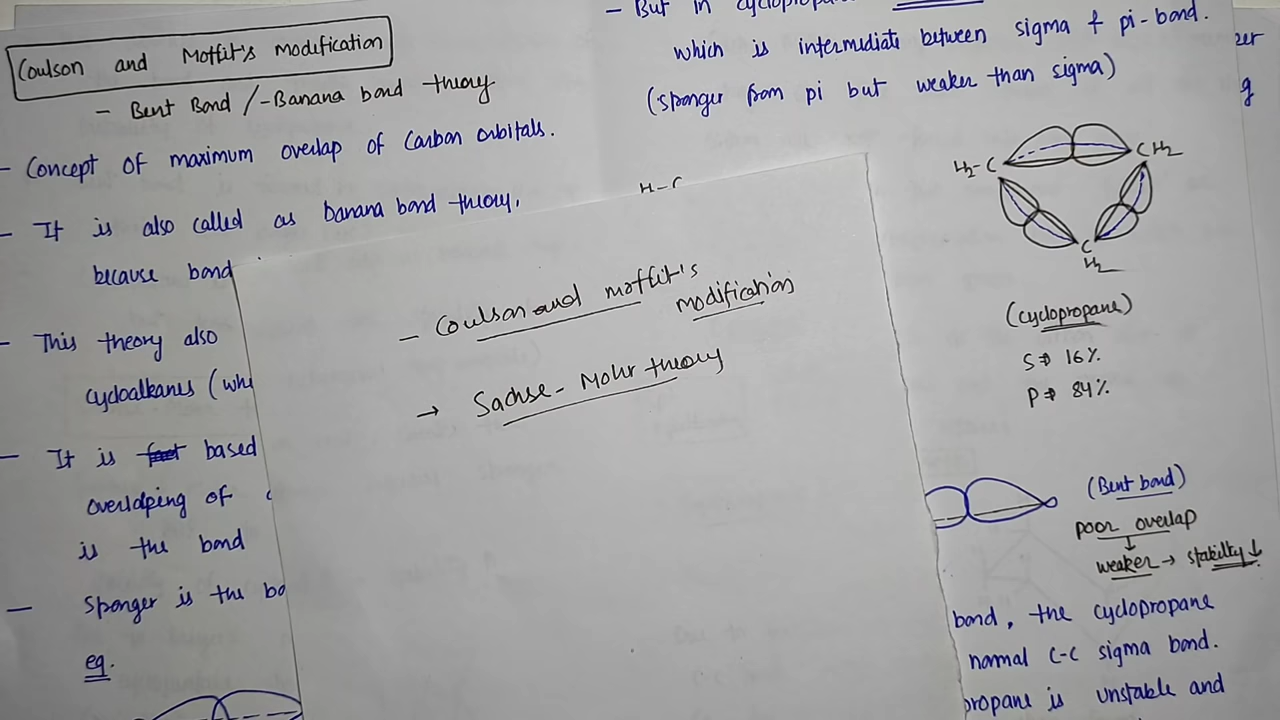 Coulson and Moffit's modification
- Bent Bond / -Banana bond theory
- Concept of maximum overlap of Carbon orbitals.
- It is also called as banana bond theory,
because bond
- This theory also
cycloalkanes (wh
- It is based
overlaping of
is the bond
- Stronger is the bo
eg.
- But in cyclopropane
which is intermediate between sigma & pi-bond.
(stronger from pi but weaker than sigma)
zer
g
H-C
H2-C
CH2
C
H2
(cyclopropane)
S ⇒ 16%
P ⇒ 84%
- Coulson and moffit's
modification
→ Sachse-Mohr theory
(Bent bond)
poor overlap
↓
weaker → stability ↓
bond, the cyclopropane
normal C-C sigma bond.
propane is unstable and